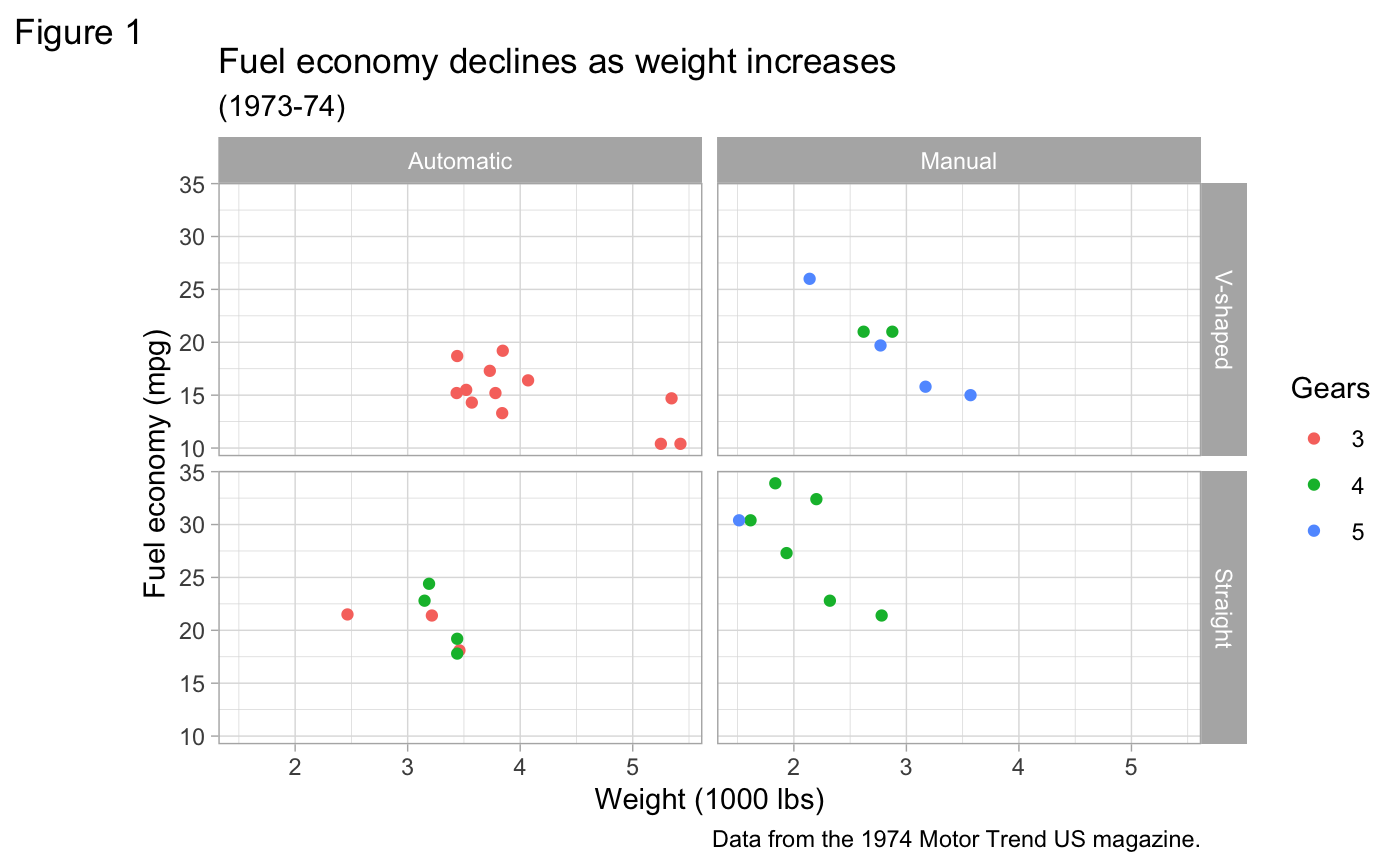 Figure 1
Fuel economy declines as weight increases
(1973-74)
Automatic
Manual
35
30
25
20
15
10
V-shaped
35
30
25
20
15
10
Straight
Fuel economy (mpg)
2 3 4 5
2 3 4 5
Weight (1000 lbs)
Gears
3
4
5
Data from the 1974 Motor Trend US magazine.